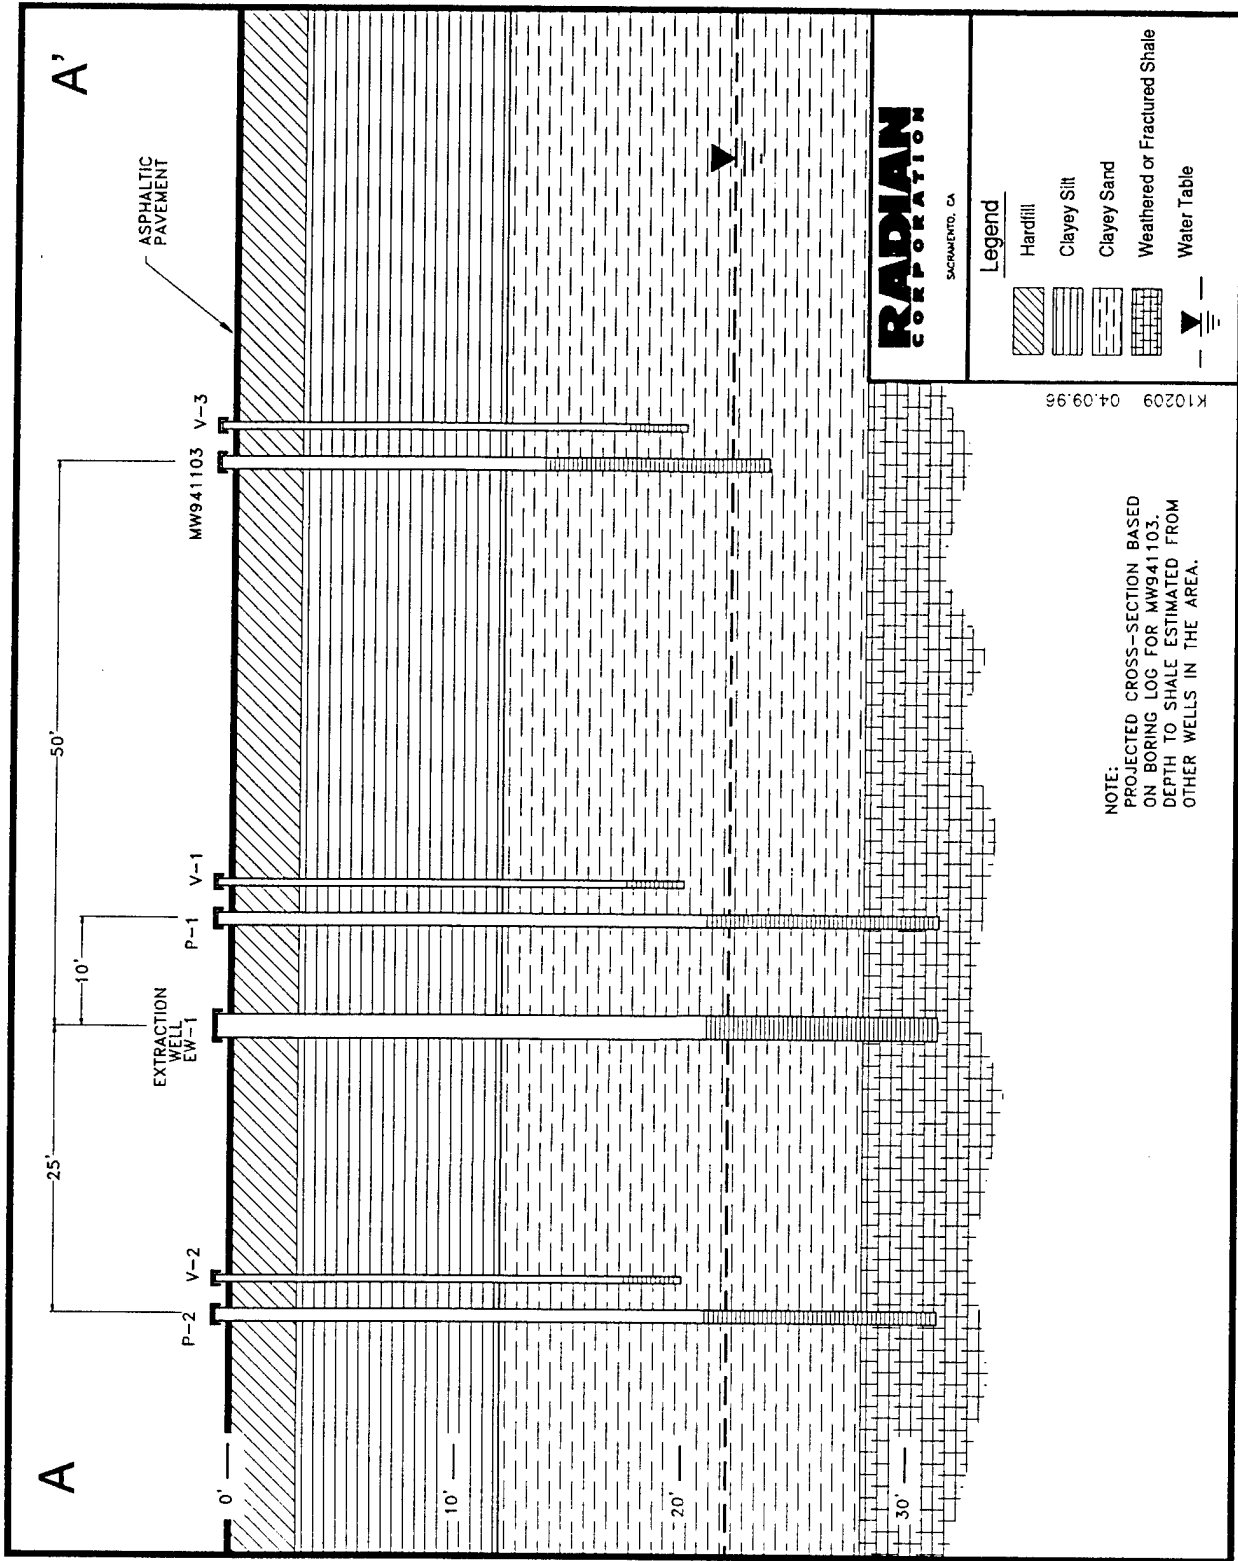 A
A'
50'
25'
10'
ASPHALTIC
PAVEMENT
EXTRACTION
WELL
EW-1
P-2
V-2
P-1
V-1
MW941103
V-3
0'
10'
20'
30'
NOTE:
PROJECTED CROSS-SECTION BASED
ON BORING LOG FOR MW941103.
DEPTH TO SHALE ESTIMATED FROM
OTHER WELLS IN THE AREA.
K10209 04.09.96
RADIAN
CORPORATION
SACRAMENTO, CA
Legend
Hardfill
Clayey Silt
Clayey Sand
Weathered or Fractured Shale
Water Table